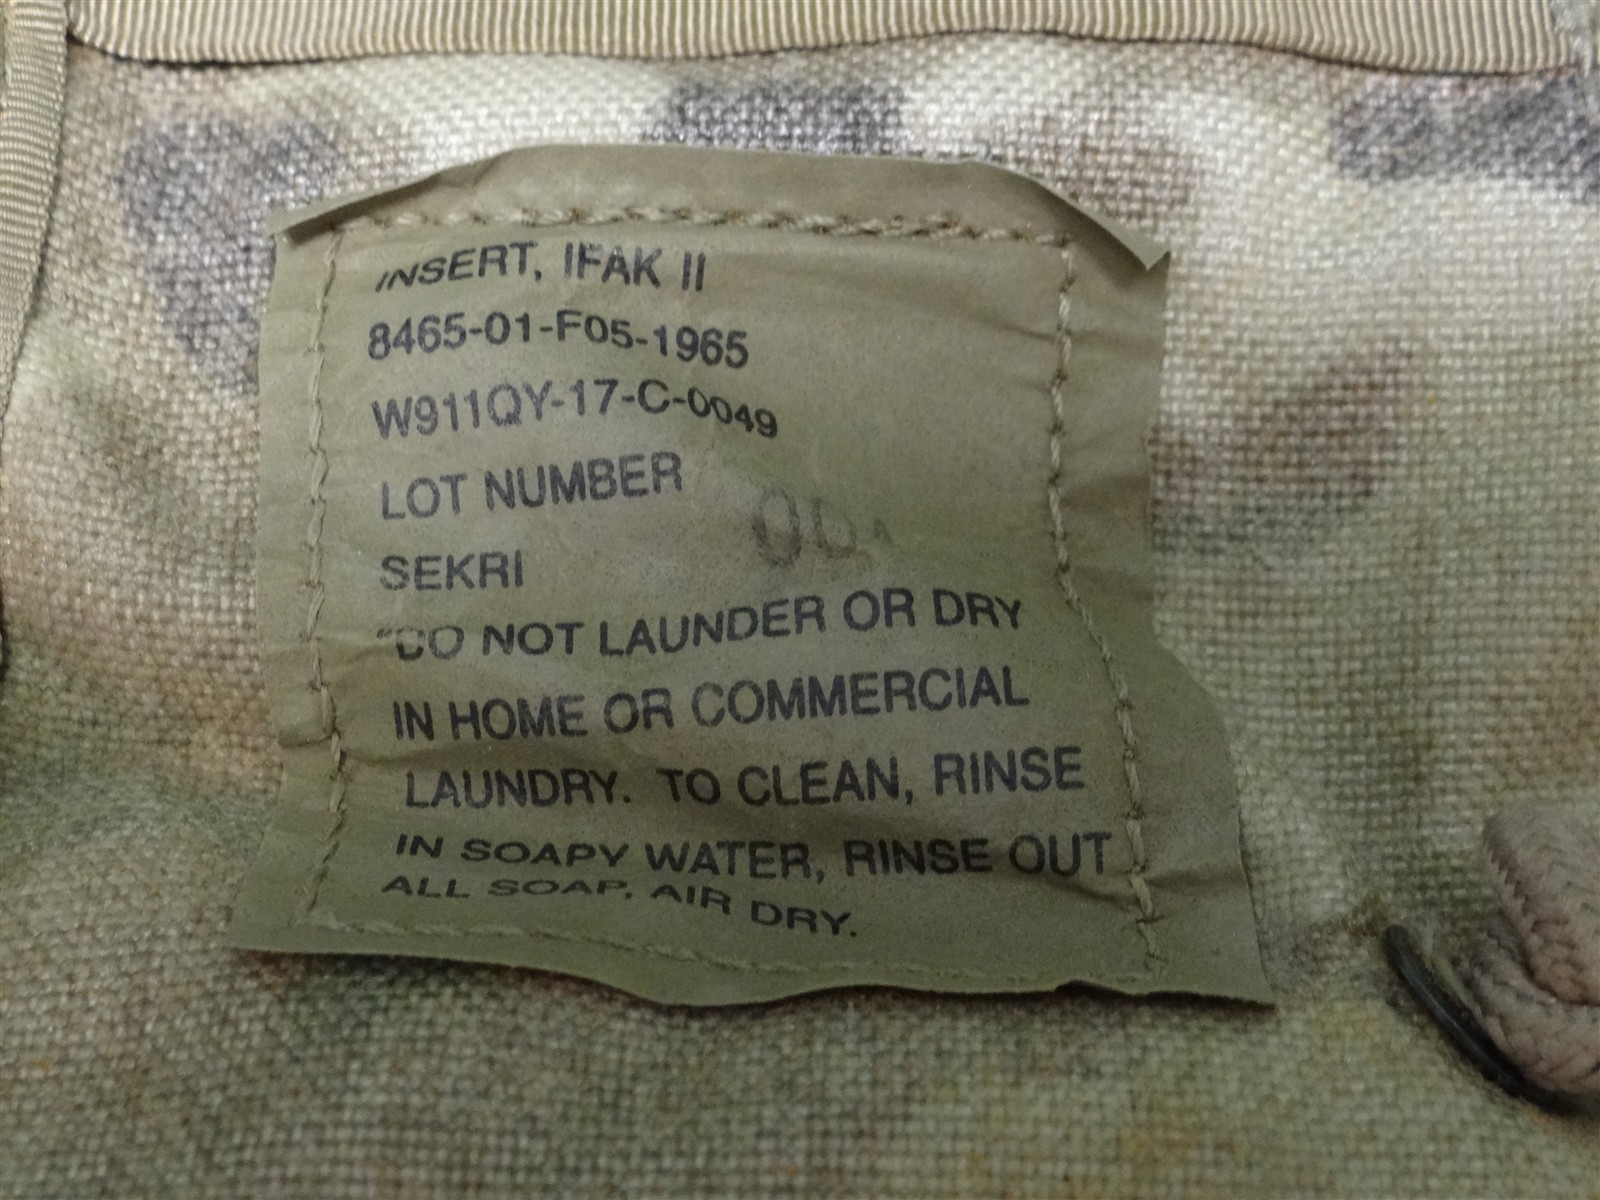 INSERT, IFAK II
8465-01-F05-1965
W911QY-17-C-0049
LOT NUMBER
SEKRI
"DO NOT LAUNDER OR DRY
IN HOME OR COMMERCIAL
LAUNDRY. TO CLEAN, RINSE
IN SOAPY WATER, RINSE OUT
ALL SOAP, AIR DRY.